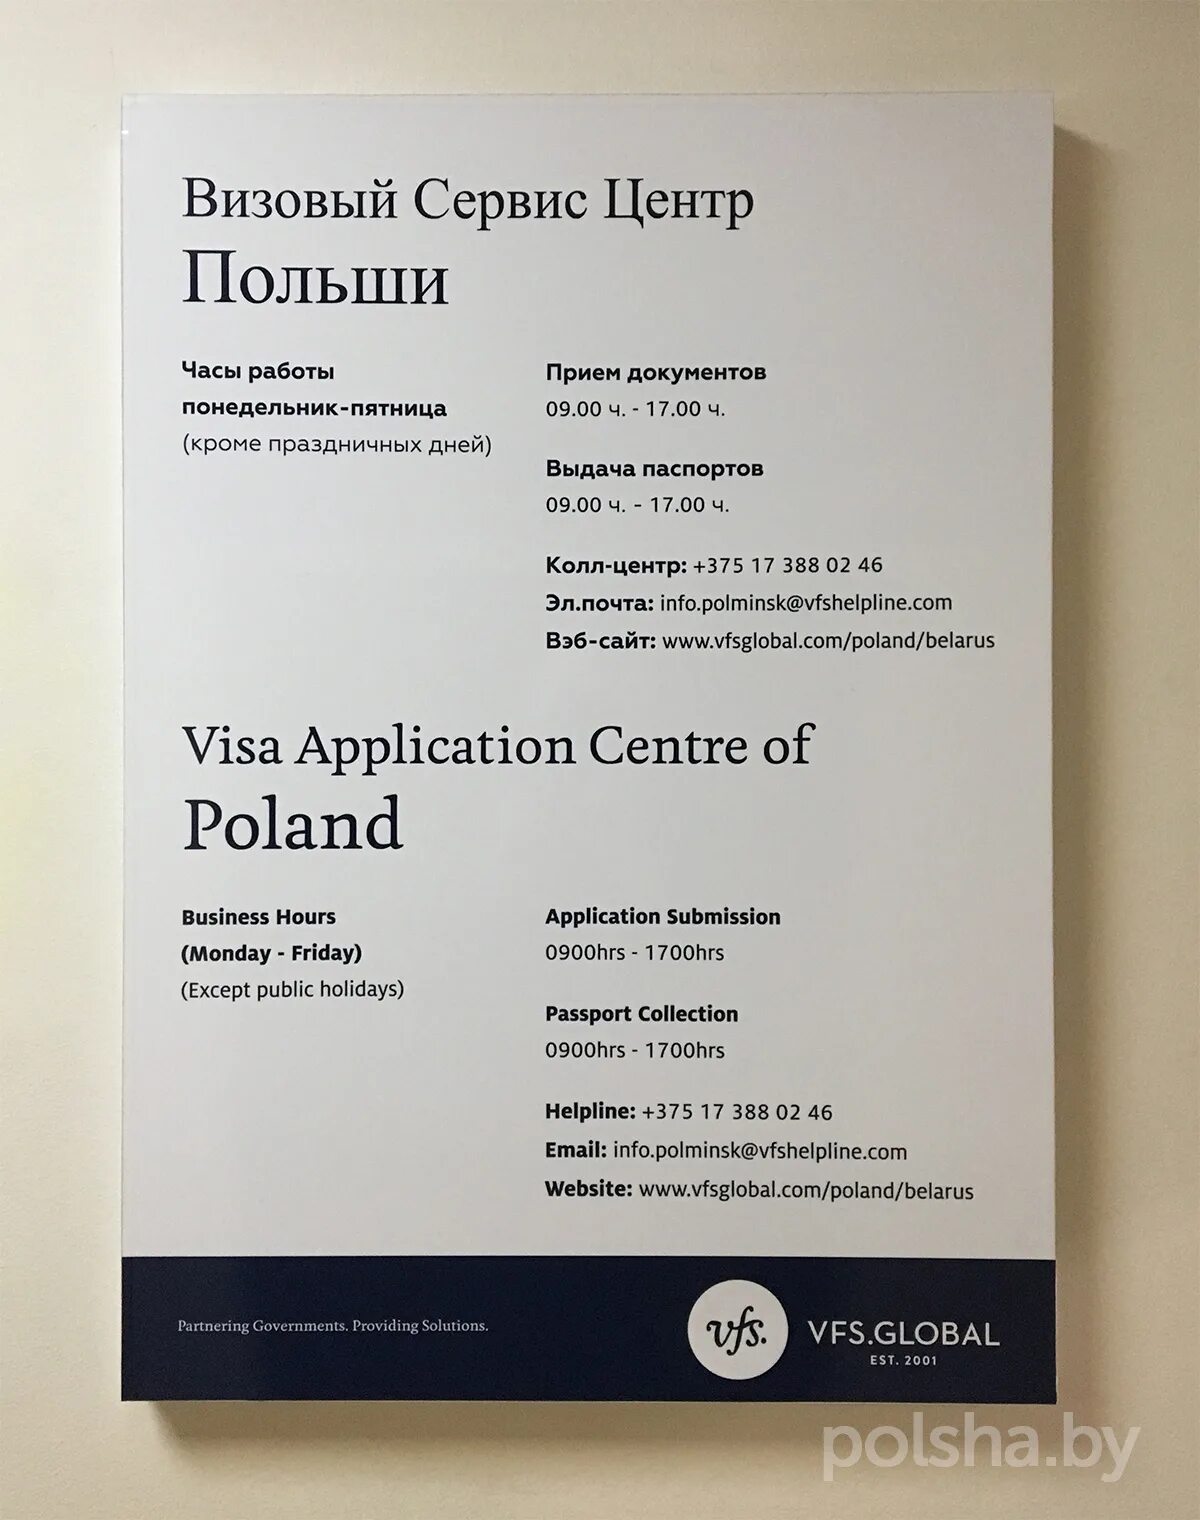 Визовый Сервис Центр
Польши
Часы работы
понедельник-пятница
(кроме праздничных дней)
Прием документов
09.00 ч. - 17.00 ч.
Выдача паспортов
09.00 ч. - 17.00 ч.
Колл-центр: +375 17 388 02 46
Эл.почта: info.polminsk@vfshelpline.com
Вэб-сайт: www.vfsglobal.com/poland/belarus
Visa Application Centre of
Poland
Business Hours
(Monday - Friday)
(Except public holidays)
Application Submission
0900hrs - 1700hrs
Passport Collection
0900hrs - 1700hrs
Helpline: +375 17 388 02 46
Email: info.polminsk@vfshelpline.com
Website: www.vfsglobal.com/poland/belarus
Partnering Governments. Providing Solutions.
vfs.
VFS.GLOBAL
EST. 2001
polsha.by